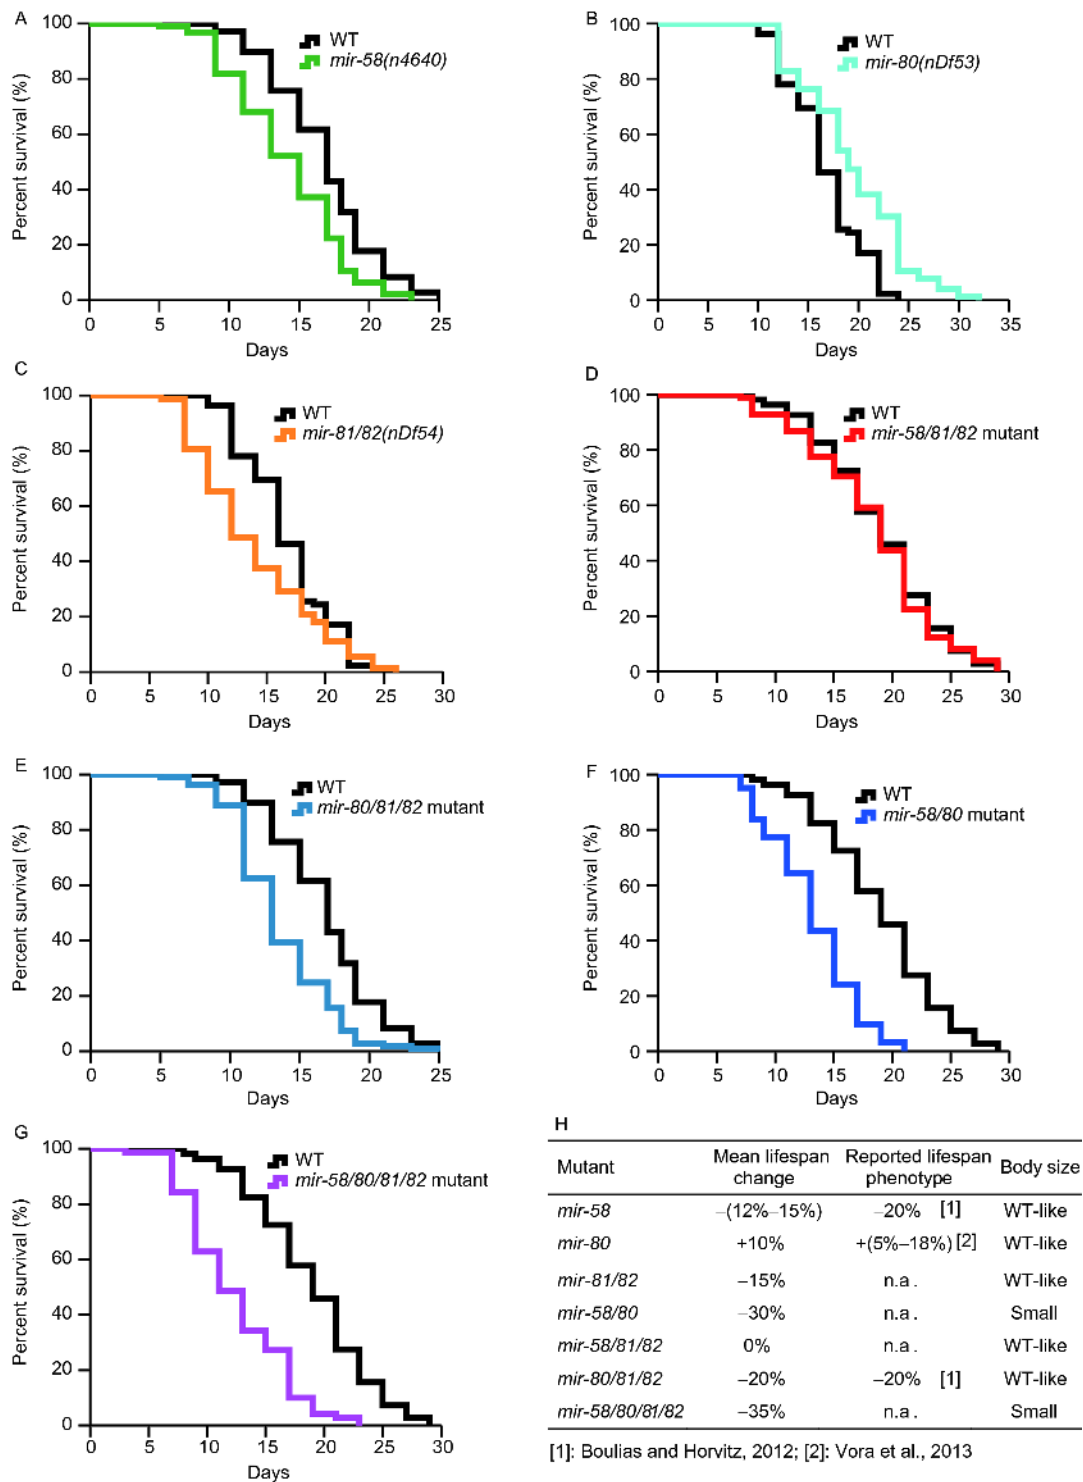 A
Percent survival (%)
100
80
60
40
20
0
WT
mir-58(n4640)
0 5 10 15 20 25
Days
B
Percent survival (%)
100
80
60
40
20
0
WT
mir-80(nDf53)
0 5 10 15 20 25 30 35
Days
C
Percent survival (%)
100
80
60
40
20
0
WT
mir-81/82(nDf54)
0 5 10 15 20 25 30
Days
D
Percent survival (%)
100
80
60
40
20
0
WT
mir-58/81/82 mutant
0 5 10 15 20 25 30
Days
E
Percent survival (%)
100
80
60
40
20
0
WT
mir-80/81/82 mutant
0 5 10 15 20 25
Days
F
Percent survival (%)
100
80
60
40
20
0
WT
mir-58/80 mutant
0 5 10 15 20 25 30
Days
G
Percent survival (%)
100
80
60
40
20
0
WT
mir-58/80/81/82 mutant
0 5 10 15 20 25 30
Days
H
Mutant Mean lifespan change Reported lifespan phenotype Body size
mir-58 –(12%–15%) –20% [1] WT-like
mir-80 +10% +(5%–18%) [2] WT-like
mir-81/82 –15% n.a. WT-like
mir-58/80 –30% n.a. Small
mir-58/81/82 0% n.a. WT-like
mir-80/81/82 –20% –20% [1] WT-like
mir-58/80/81/82 –35% n.a. Small
[1]: Boulias and Horvitz, 2012; [2]: Vora et al., 2013